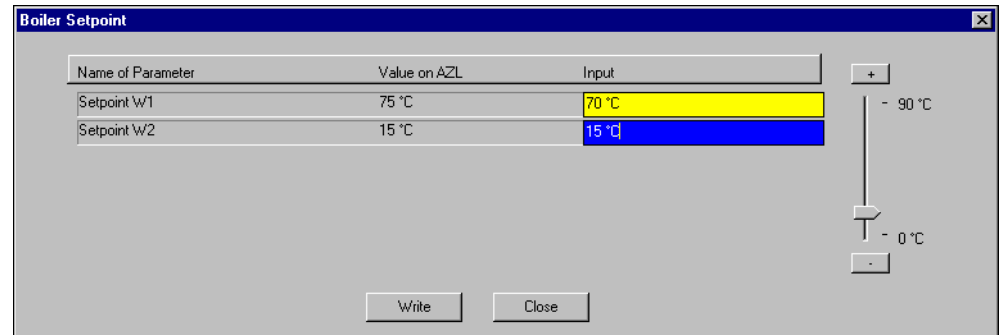 Boiler Setpoint
Name of Parameter Value on AZL Input
+
Setpoint W1 75 °C 70 °C
- 90 °C
Setpoint W2 15 °C 15 °C
- 0 °C
-
Write Close